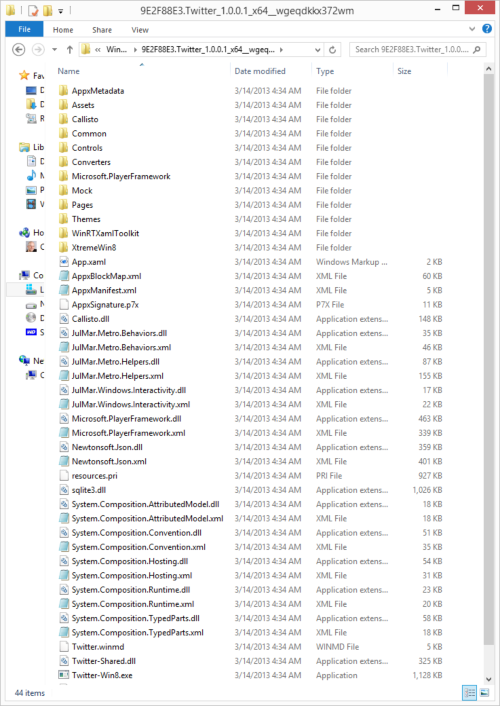 9E2F88E3.Twitter_1.0.0.1_x64__wgeqdkkx372wm
File Home Share View
Win... 9E2F88E3.Twitter_1.0.0.1_x64__wgeq... Search 9E2F88E3.Twitter_1.0.0....
Name Date modified Type Size
Fav
AppxMetadata 3/14/2013 4:34 AM File folder
Assets 3/14/2013 4:34 AM File folder
Callisto 3/14/2013 4:34 AM File folder
Common 3/14/2013 4:34 AM File folder
Controls 3/14/2013 4:34 AM File folder
Lib
Converters 3/14/2013 4:34 AM File folder
Microsoft.PlayerFramework 3/14/2013 4:34 AM File folder
Mock 3/14/2013 4:34 AM File folder
Pages 3/14/2013 4:34 AM File folder
Themes 3/14/2013 4:34 AM File folder
Ho
WinRTXamlToolkit 3/14/2013 4:34 AM File folder
XtremeWin8 3/14/2013 4:34 AM File folder
App.xaml 3/14/2013 4:34 AM Windows Markup ... 2 KB
Co
AppxBlockMap.xml 3/14/2013 4:34 AM XML File 60 KB
AppxManifest.xml 3/14/2013 4:34 AM XML File 5 KB
AppxSignature.p7x 3/14/2013 4:34 AM P7X File 11 KB
Callisto.dll 3/14/2013 4:34 AM Application extens... 148 KB
JulMar.Metro.Behaviors.dll 3/14/2013 4:34 AM Application extens... 35 KB
JulMar.Metro.Behaviors.xml 3/14/2013 4:34 AM XML File 46 KB
Ne
JulMar.Metro.Helpers.dll 3/14/2013 4:34 AM Application extens... 87 KB
JulMar.Metro.Helpers.xml 3/14/2013 4:34 AM XML File 155 KB
JulMar.Windows.Interactivity.dll 3/14/2013 4:34 AM Application extens... 17 KB
JulMar.Windows.Interactivity.xml 3/14/2013 4:34 AM XML File 22 KB
Microsoft.PlayerFramework.dll 3/14/2013 4:34 AM Application extens... 463 KB
Microsoft.PlayerFramework.xml 3/14/2013 4:34 AM XML File 339 KB
Newtonsoft.Json.dll 3/14/2013 4:34 AM Application extens... 359 KB
Newtonsoft.Json.xml 3/14/2013 4:34 AM XML File 401 KB
resources.pri 3/14/2013 4:34 AM PRI File 927 KB
sqlite3.dll 3/14/2013 4:34 AM Application extens... 1,026 KB
System.Composition.AttributedModel.dll 3/14/2013 4:34 AM Application extens... 18 KB
System.Composition.AttributedModel.xml 3/14/2013 4:34 AM XML File 18 KB
System.Composition.Convention.dll 3/14/2013 4:34 AM Application extens... 51 KB
System.Composition.Convention.xml 3/14/2013 4:34 AM XML File 35 KB
System.Composition.Hosting.dll 3/14/2013 4:34 AM Application extens... 54 KB
System.Composition.Hosting.xml 3/14/2013 4:34 AM XML File 31 KB
System.Composition.Runtime.dll 3/14/2013 4:34 AM Application extens... 23 KB
System.Composition.Runtime.xml 3/14/2013 4:34 AM XML File 20 KB
System.Composition.TypedParts.dll 3/14/2013 4:34 AM Application extens... 58 KB
System.Composition.TypedParts.xml 3/14/2013 4:34 AM XML File 18 KB
Twitter.winmd 3/14/2013 4:34 AM WINMD File 5 KB
Twitter-Shared.dll 3/14/2013 4:34 AM Application extens... 325 KB
Twitter-Win8.exe 3/14/2013 4:34 AM Application 1,128 KB
44 items